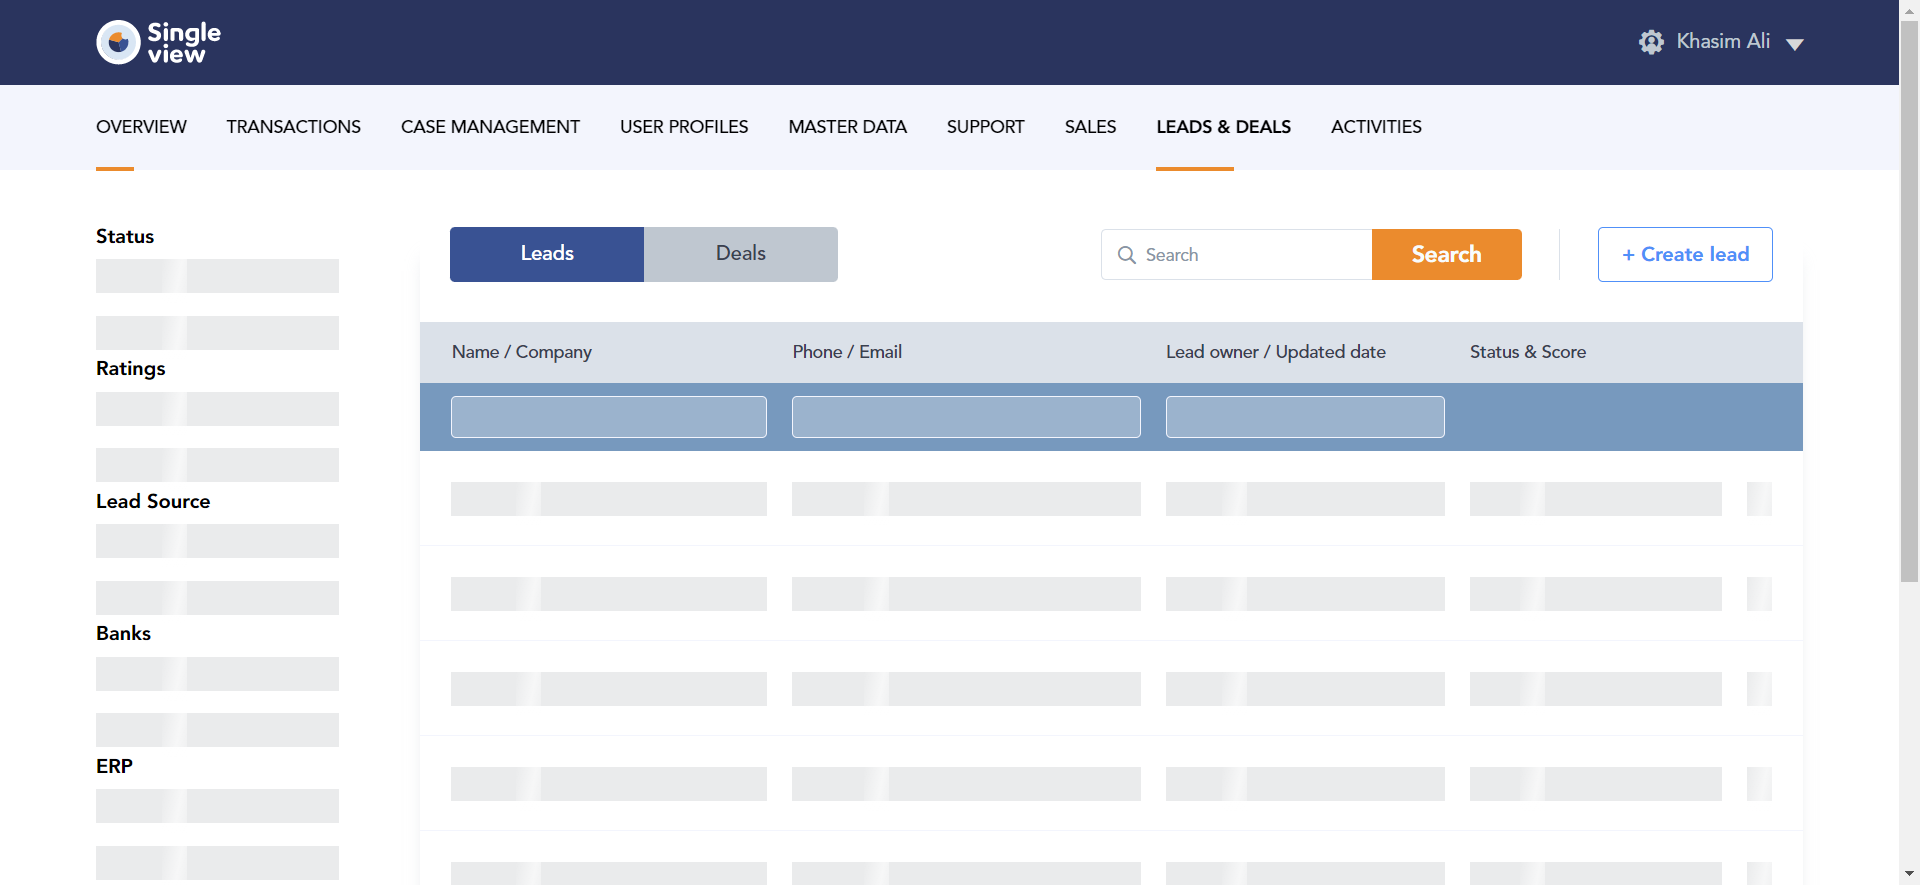 Single
view
Khasim Ali
OVERVIEW TRANSACTIONS CASE MANAGEMENT USER PROFILES MASTER DATA SUPPORT SALES LEADS & DEALS ACTIVITIES
Status
Ratings
Lead Source
Banks
ERP
Leads Deals Search Search + Create lead
Name / Company Phone / Email Lead owner / Updated date Status & Score